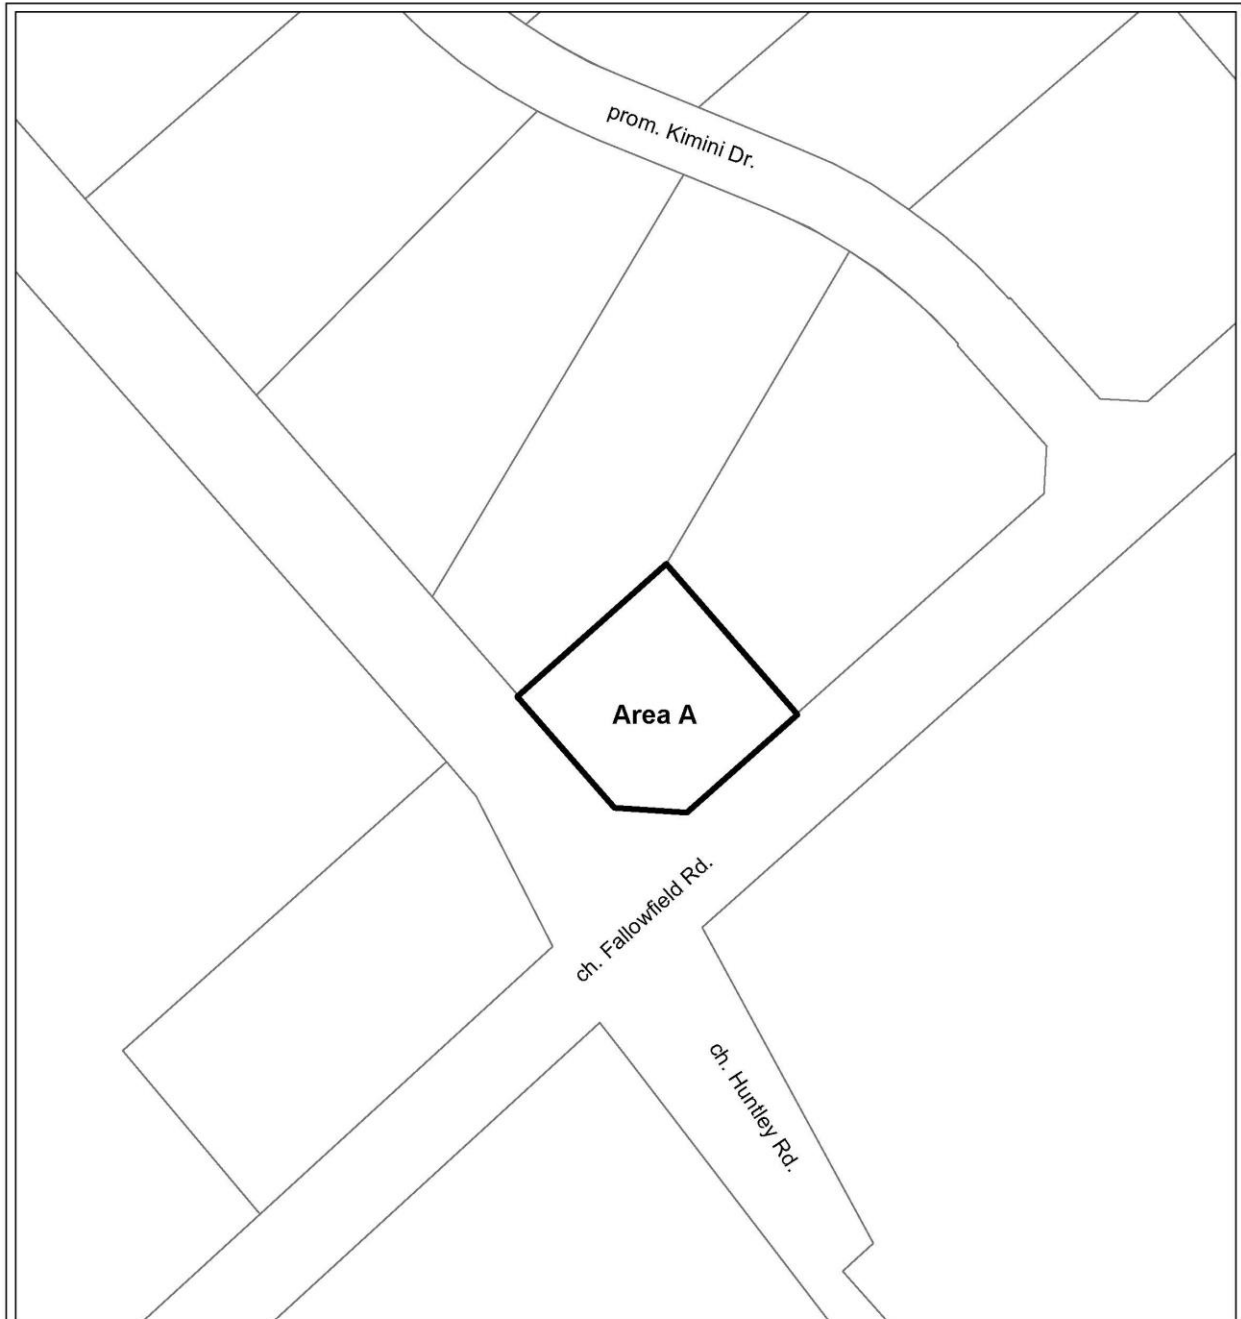 prom. Kimini Dr.
Area A
ch. Fallowfield Rd.
ch. Huntley Rd.